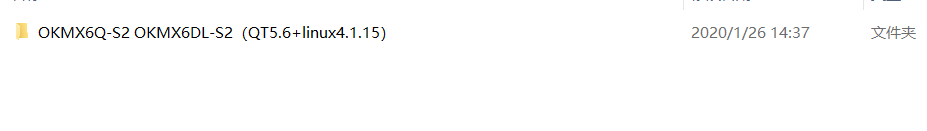 OKMX6Q-S2 OKMX6DL-S2（QT5.6+linux4.1.15） 2020/1/26 14:37 文件夹